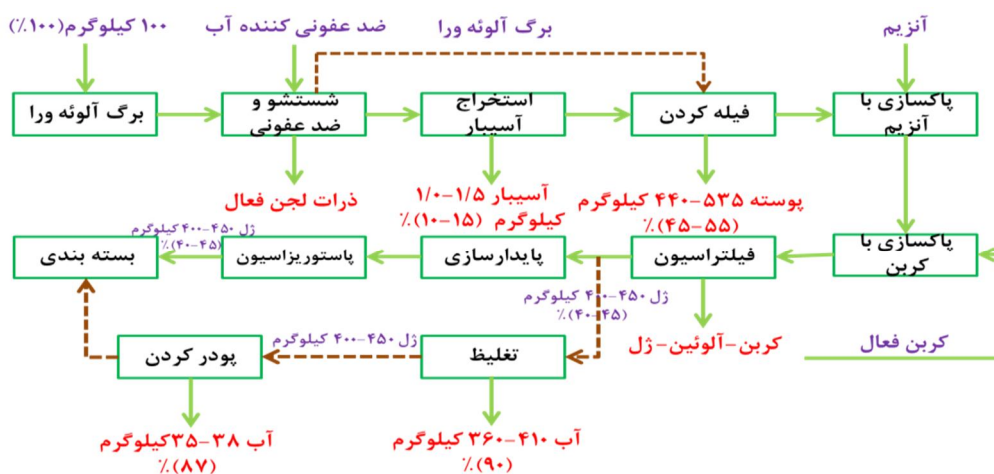 ۱۰۰ کیلوگرم(۱۰۰٪)
ضد عفونی کننده آب
برگ آلوئه ورا
آنزیم
برگ آلوئه ورا
شستشو و
ضد عفونی
استخراج
آسیبار
فیله کردن
پاکسازی با
آنزیم
ذرات لجن فعال
آسیبار ۱/۵-۱/۰
کیلوگرم (۱۵-۱۰)٪
پوسته ۵۳۵-۴۴۰ کیلوگرم
(۵۵-۴۵)٪
ژل ۴۵۰-۴۰۰ کیلوگرم
(۴۵-۴۰)٪
بسته بندی
پاستوریزاسیون
پایدارسازی
فیلتراسیون
پاکسازی با
کربن
ژل ۴۵۰-۴۰۰ کیلوگرم
(۴۵-۴۰)٪
کربن فعال
کربن-آلوئین-ژل
پودر کردن
ژل ۴۵۰-۴۰۰ کیلوگرم
تغلیظ
آب ۳۸-۳۵کیلوگرم
(۸۷)٪
آب ۴۱۰-۳۶۰ کیلوگرم
(۹۰)٪